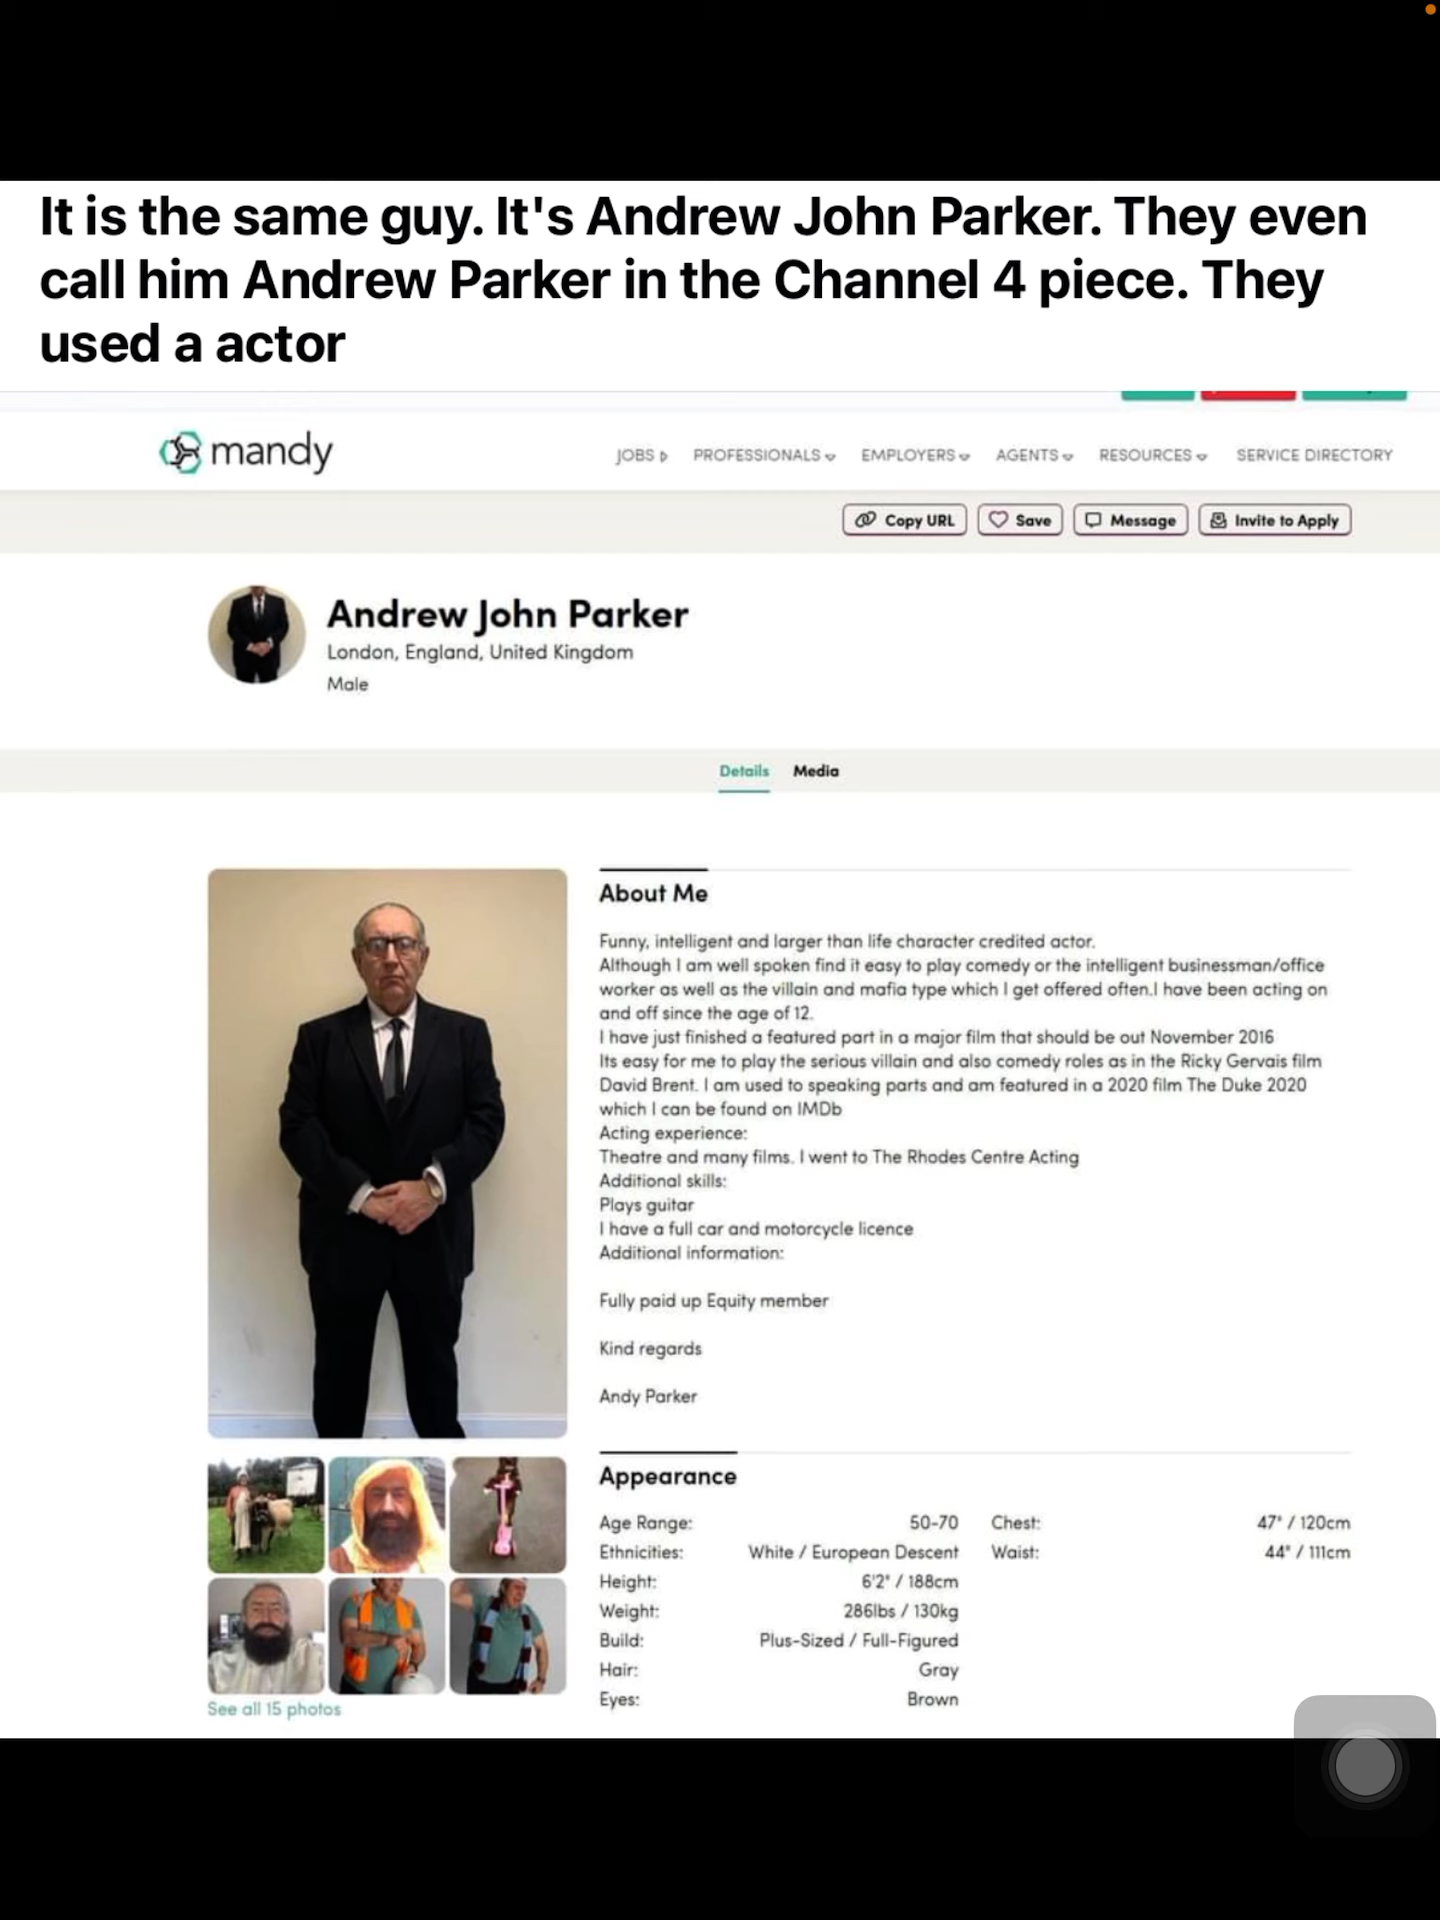 It is the same guy. It's Andrew John Parker. They even
call him Andrew Parker in the Channel 4 piece. They
used a actor
mandy
JOBS
PROFESSIONALS
EMPLOYERS
AGENTS
RESOURCES
SERVICE DIRECTORY
Copy URL
Save
Message
Invite to Apply
Andrew John Parker
London, England, United Kingdom
Male
Details
Media
About Me
Funny, intelligent and larger than life character credited actor.
Although I am well spoken find it easy to play comedy or the intelligent businessman/office
worker as well as the villain and mafia type which I get offered often.I have been acting on
and off since the age of 12.
I have just finished a featured part in a major film that should be out November 2016
Its easy for me to play the serious villain and also comedy roles as in the Ricky Gervais film
David Brent. I am used to speaking parts and am featured in a 2020 film The Duke 2020
which I can be found on IMDb
Acting experience:
Theatre and many films. I went to The Rhodes Centre Acting
Additional skills:
Plays guitar
I have a full car and motorcycle licence
Additional information:
Fully paid up Equity member
Kind regards
Andy Parker
See all 15 photos
Appearance
Age Range: 50-70
Ethnicities: White / European Descent
Height: 6'2" / 188cm
Weight: 286lbs / 130kg
Build: Plus-Sized / Full-Figured
Hair: Gray
Eyes: Brown
Chest: 47" / 120cm
Waist: 44" / 111cm